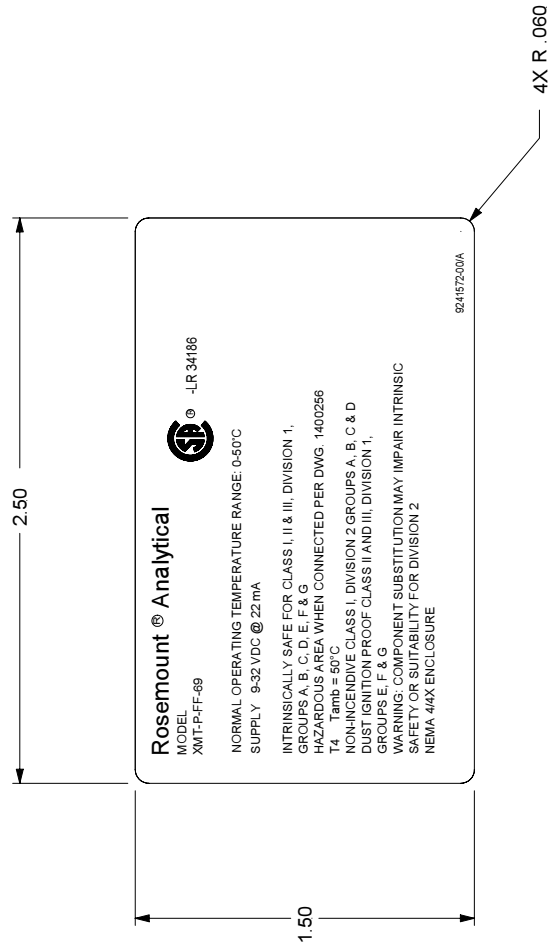 2.50
1.50
Rosemount ® Analytical
MODEL
XMT-P-FF-69
SA ® -LR 34186
NORMAL OPERATING TEMPERATURE RANGE: 0-50°C
SUPPLY 9-32 VDC @ 22 mA
INTRINSICALLY SAFE FOR CLASS I, II & III, DIVISION 1,
GROUPS A, B, C, D, E, F & G
HAZARDOUS AREA WHEN CONNECTED PER DWG. 1400256
T4 Tamb = 50°C
NON-INCENDIVE CLASS I, DIVISION 2 GROUPS A, B, C & D
DUST IGNITION PROOF CLASS II AND III, DIVISION 1,
GROUPS E, F & G
WARNING: COMPONENT SUBSTITUTION MAY IMPAIR INTRINSIC
SAFETY OR SUITABILITY FOR DIVISION 2
NEMA 4/4X ENCLOSURE
9241572-00/A
4X R .060